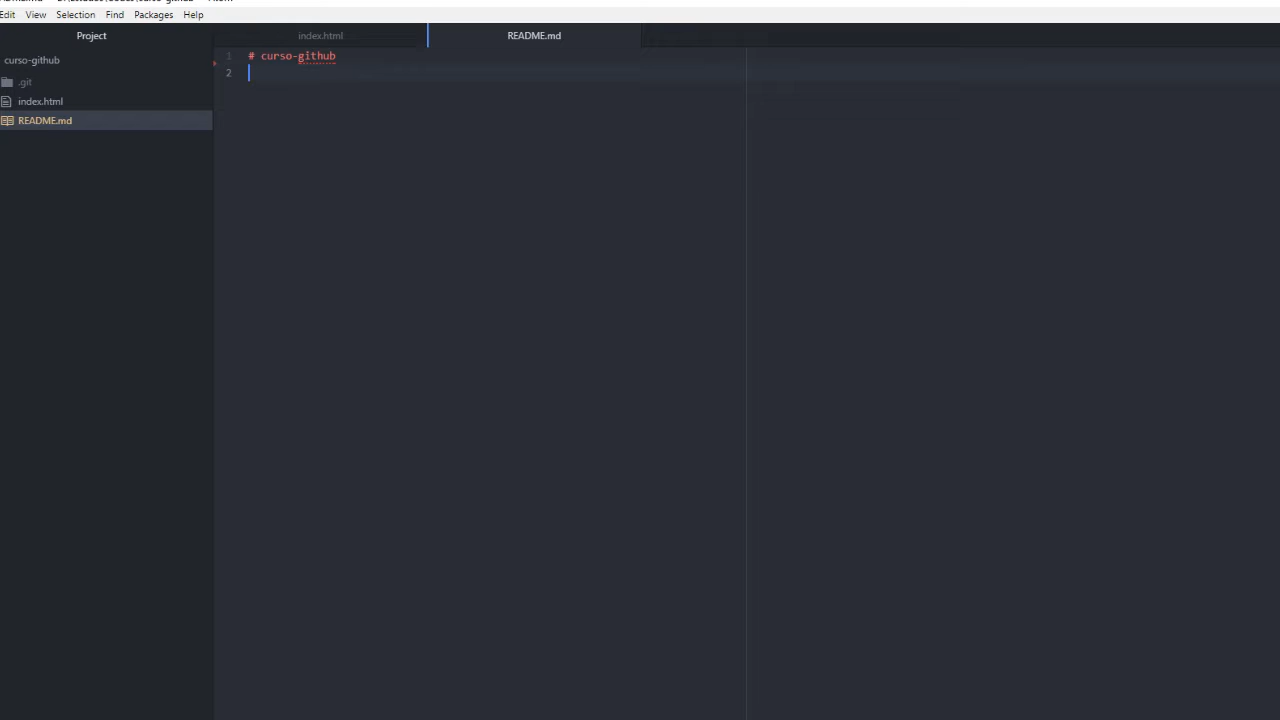 Edit View Selection Find Packages Help
Project
index.html
README.md
curso-github
.git
index.html
README.md
1 # curso-github
2